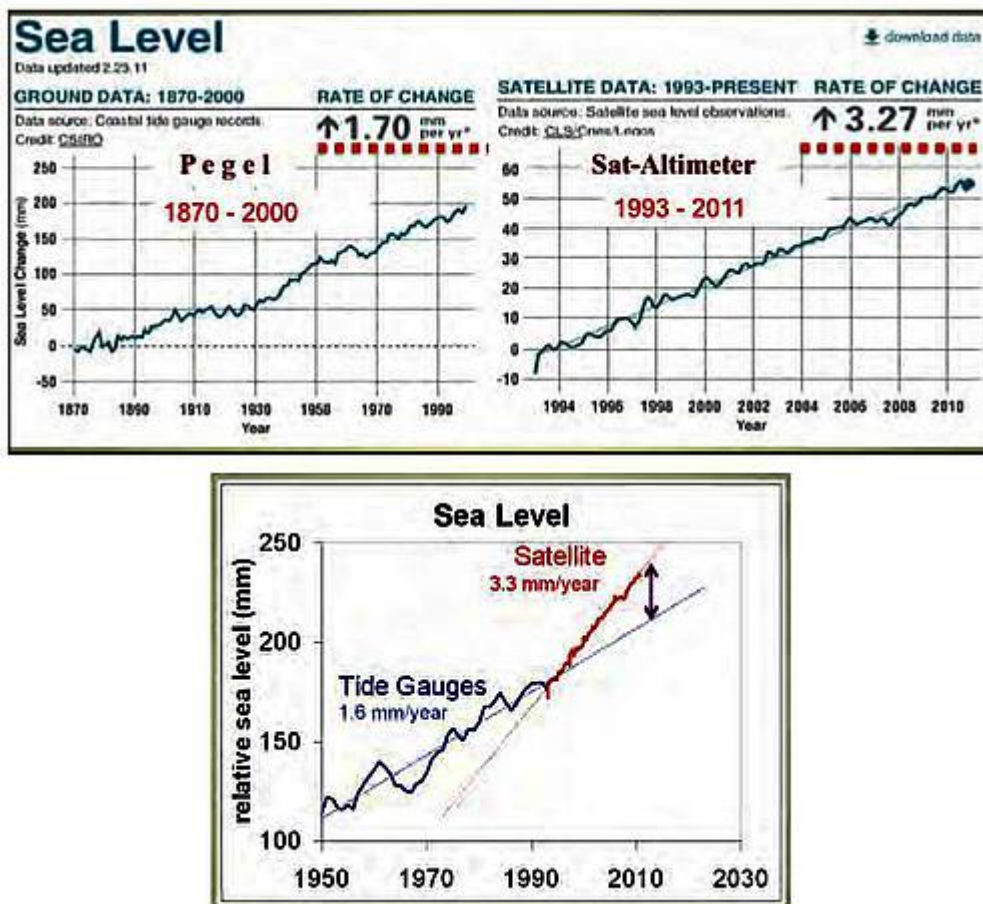 Sea Level
download data
Data updated 2.23.11
GROUND DATA: 1870-2000
RATE OF CHANGE
Data source: Coastal tide gauge records.
Credit: CSIRO
↑ 1.70 mm per yr*
Pegel
1870 - 2000
Sea Level Change (mm)
250
200
150
100
50
0
-50
1870 1890 1910 1930 1950 1970 1990
Year
SATELLITE DATA: 1993-PRESENT
RATE OF CHANGE
Data source: Satellite sea level observations.
Credit: CLS/Cnes/Legos
↑ 3.27 mm per yr*
Sat-Altimeter
1993 - 2011
60
50
40
30
20
10
0
-10
1994 1996 1998 2000 2002 2004 2006 2008 2010
Year
Sea Level
relative sea level (mm)
250
200
150
100
Satellite
3.3 mm/year
Tide Gauges
1.6 mm/year
1950 1970 1990 2010 2030